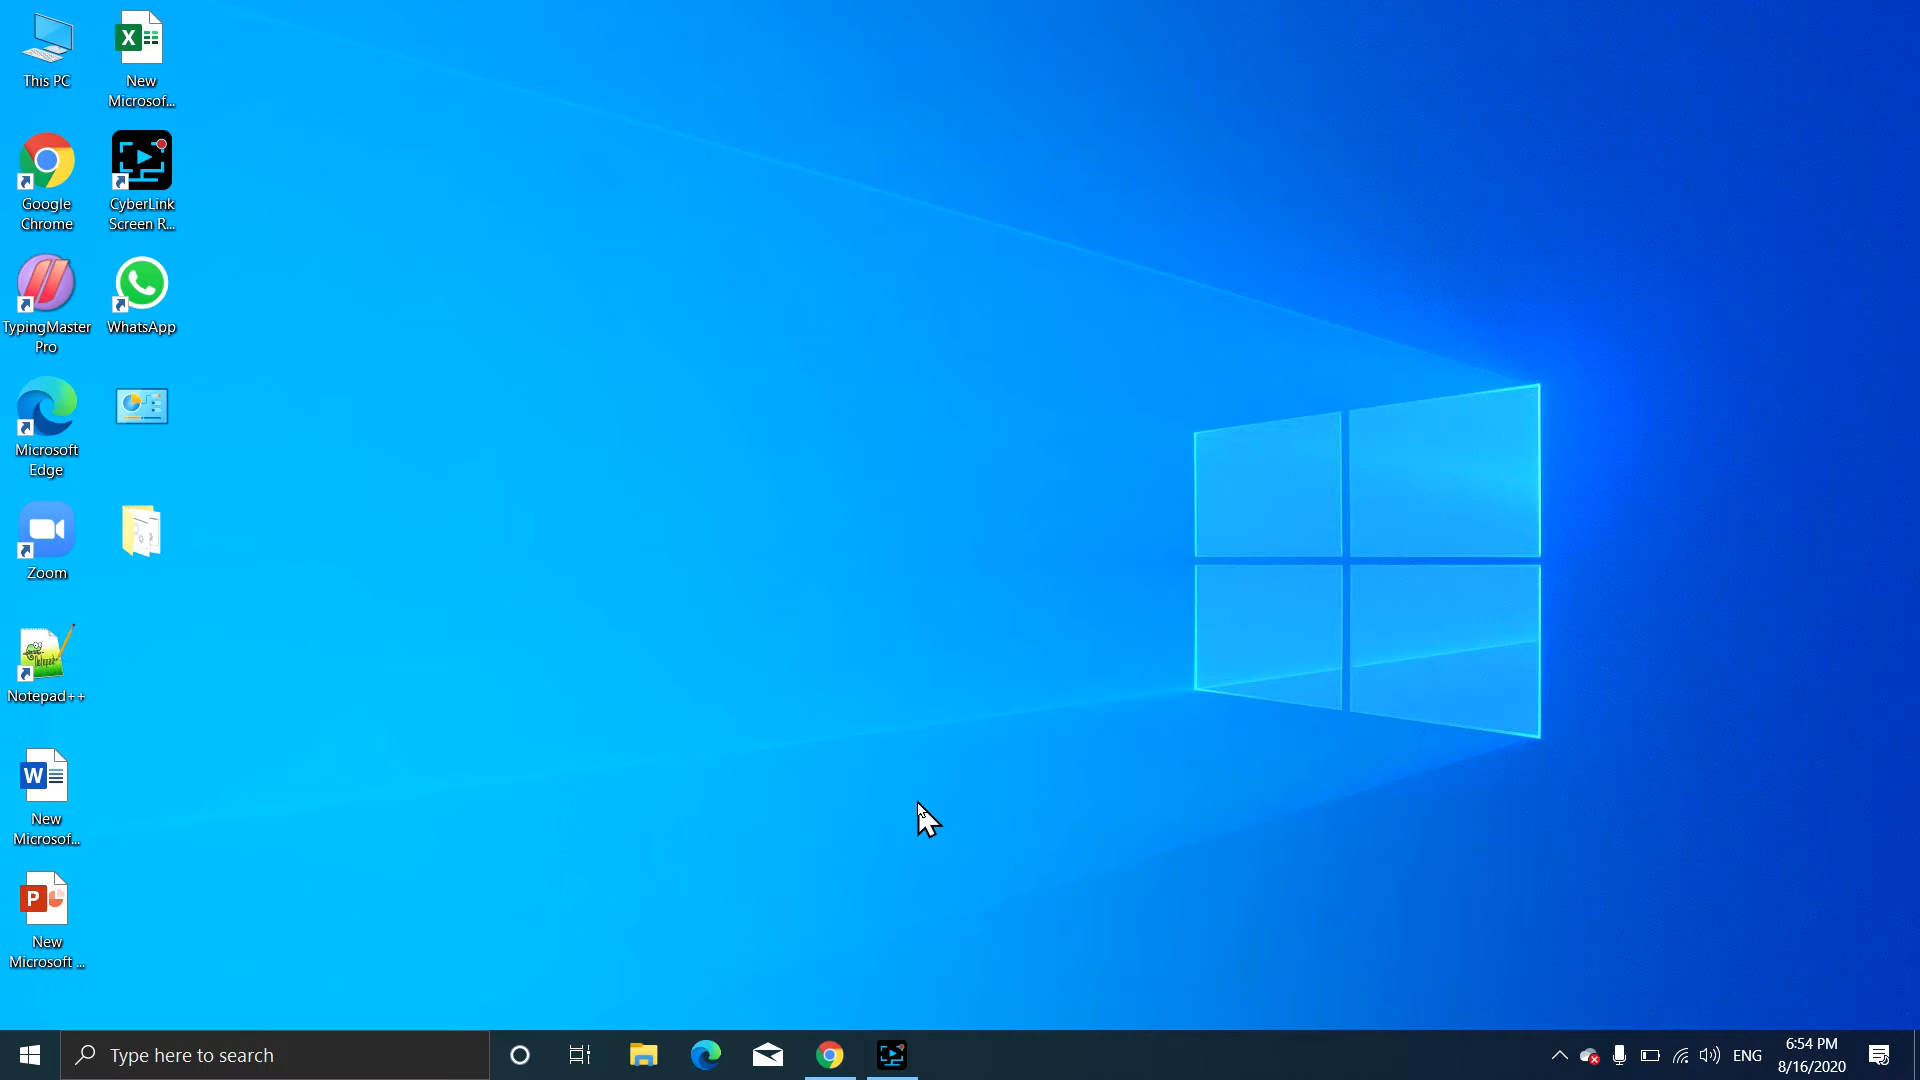 This PC
New
Microsof...
Google
Chrome
CyberLink
Screen R...
TypingMaster
Pro
WhatsApp
Microsoft
Edge
Zoom
Notepad++
New
Microsof...
New
Microsoft ...
Type here to search
ENG
6:54 PM
8/16/2020